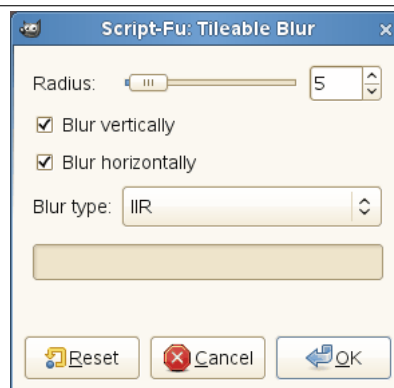 Script-Fu: Tileable Blur
Radius: 5
Blur vertically
Blur horizontally
Blur type: IIR
Reset Cancel OK